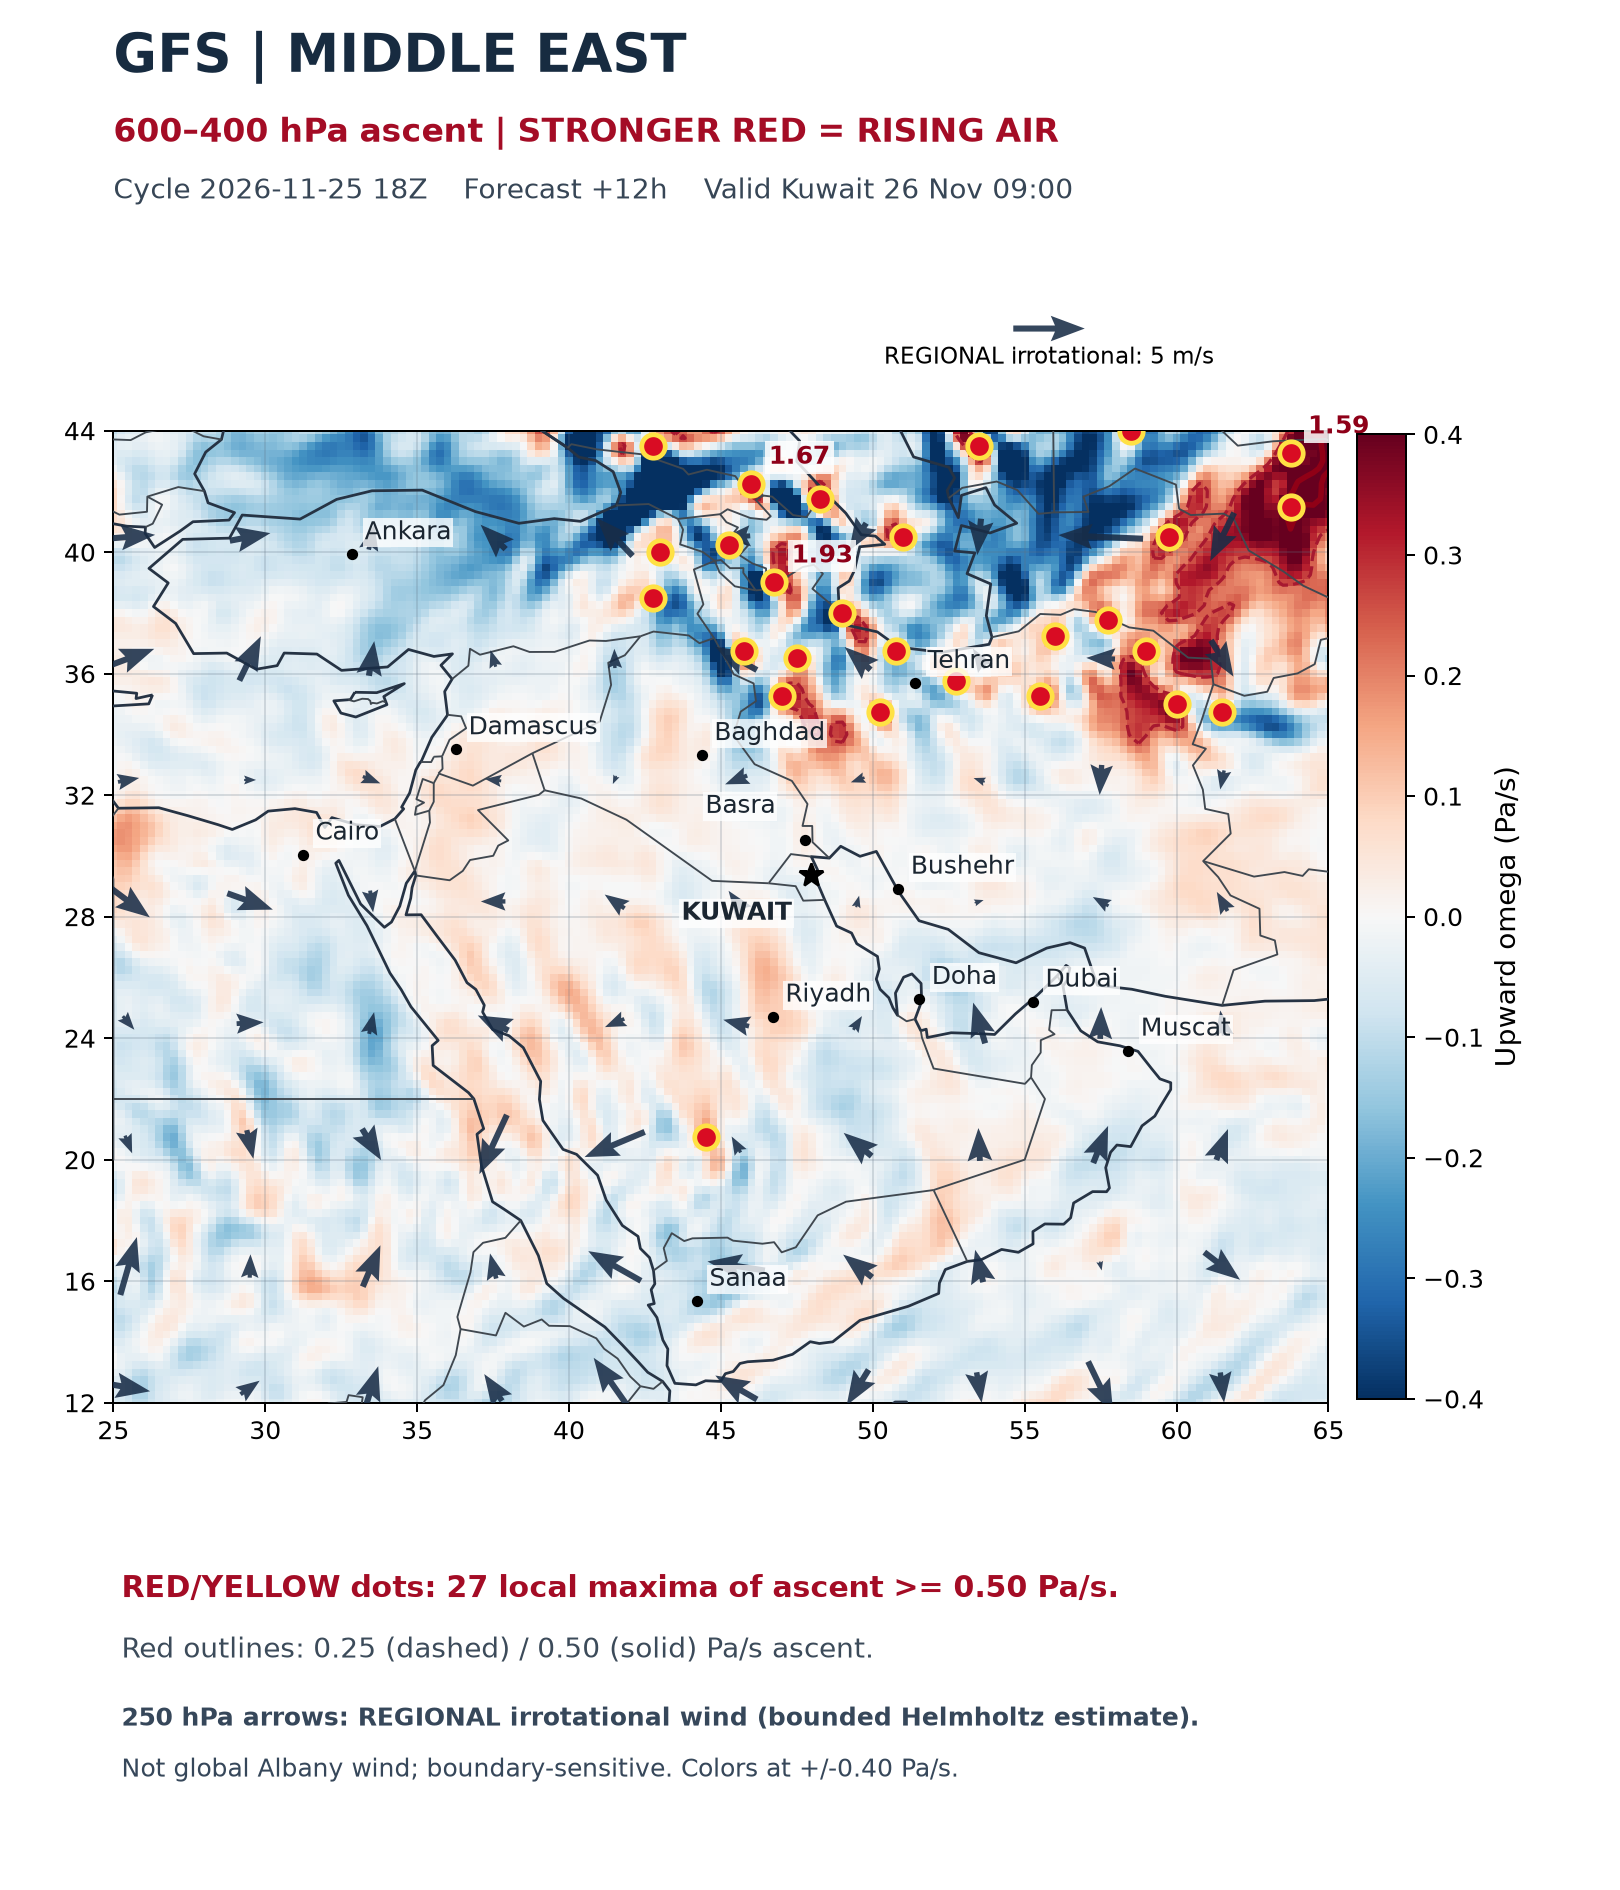 GFS | MIDDLE EAST
600–400 hPa ascent | STRONGER RED = RISING AIR
Cycle 2026-11-25 18Z    Forecast +12h    Valid Kuwait 26 Nov 09:00
REGIONAL irrotational: 5 m/s
1.59
1.67
1.93
Ankara
Tehran
Damascus
Baghdad
Basra
Cairo
Bushehr
KUWAIT
Doha
Dubai
Riyadh
Muscat
Sanaa
44
40
36
32
28
24
20
16
12
25 30 35 40 45 50 55 60 65
0.4
0.3
0.2
0.1
0.0
−0.1
−0.2
−0.3
−0.4
Upward omega (Pa/s)
RED/YELLOW dots: 27 local maxima of ascent >= 0.50 Pa/s.
Red outlines: 0.25 (dashed) / 0.50 (solid) Pa/s ascent.
250 hPa arrows: REGIONAL irrotational wind (bounded Helmholtz estimate).
Not global Albany wind; boundary-sensitive. Colors at +/-0.40 Pa/s.